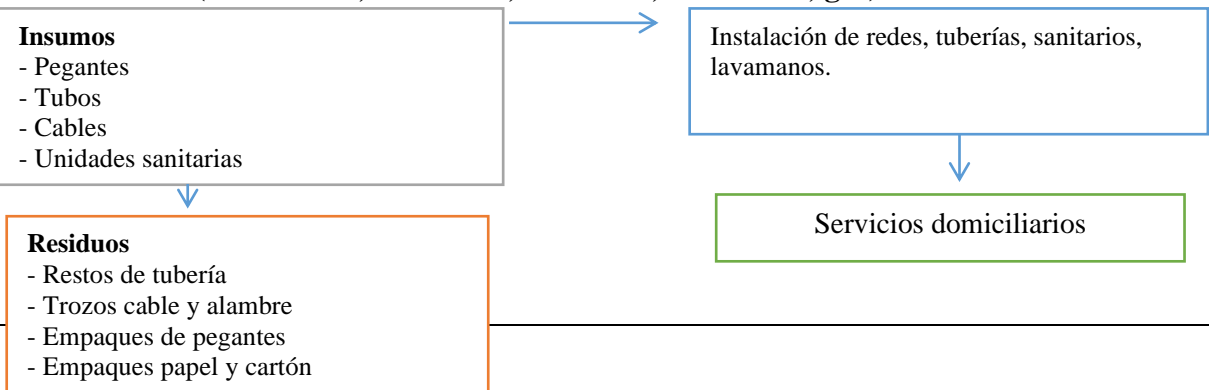 Insumos
- Pegantes
- Tubos
- Cables
- Unidades sanitarias
Instalación de redes, tuberías, sanitarios,
lavamanos.
Servicios domiciliarios
Residuos
- Restos de tubería
- Trozos cable y alambre
- Empaques de pegantes
- Empaques papel y cartón